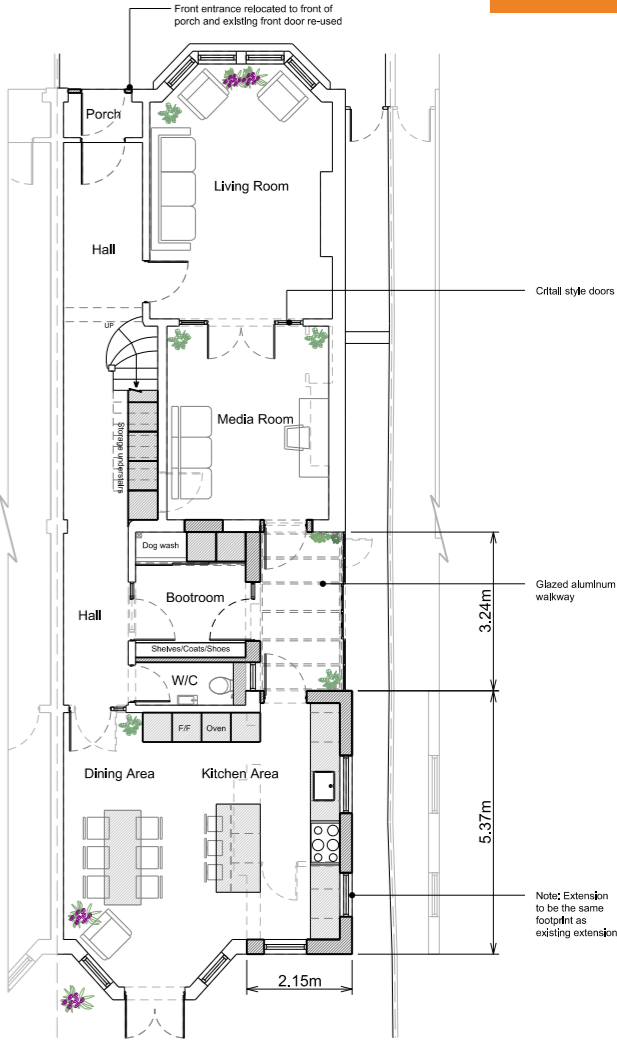 Front entrance relocated to front of
porch and existing front door re-used
Porch
Living Room
Hall
Critall style doors
UP
Media Room
Storage understairs
Dog wash
Bootroom
Glazed aluminum
walkway
3.24m
Hall
Shelves/Coats/Shoes
W/C
F/F
Oven
Dining Area
Kitchen Area
5.37m
Note: Extension
to be the same
footprint as
existing extension
2.15m